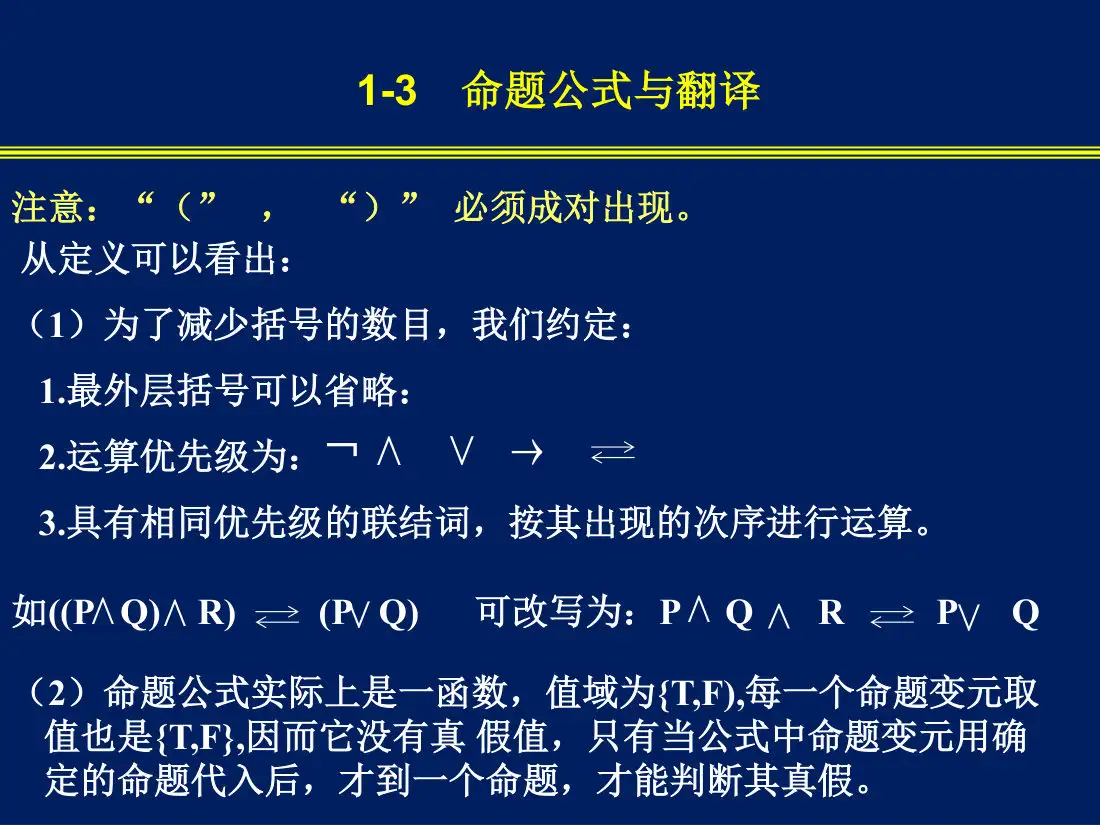 1-3 命题公式与翻译
注意：“（” ， “）” 必须成对出现。
从定义可以看出：
（1）为了减少括号的数目，我们约定：
1.最外层括号可以省略：
2.运算优先级为：¬ ∧ ∨ → ⇌
3.具有相同优先级的联结词，按其出现的次序进行运算。
如((P∧Q)∧ R) ⇌ (P∨Q) 可改写为：P∧Q ∧ R ⇌ P∨ Q
（2）命题公式实际上是一函数，值域为{T,F),每一个命题变元取
值也是{T,F},因而它没有真 假值，只有当公式中命题变元用确
定的命题代入后，才到一个命题，才能判断其真假。